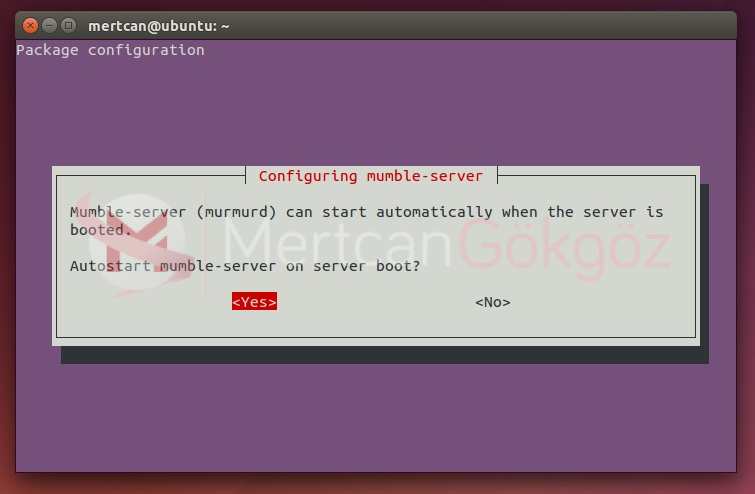 mertcan@ubuntu: ~
Package configuration
Configuring mumble-server
Mumble-server (murmurd) can start automatically when the server is
booted.
MertcanGökgöz
Autostart mumble-server on server boot?
<Yes> <No>